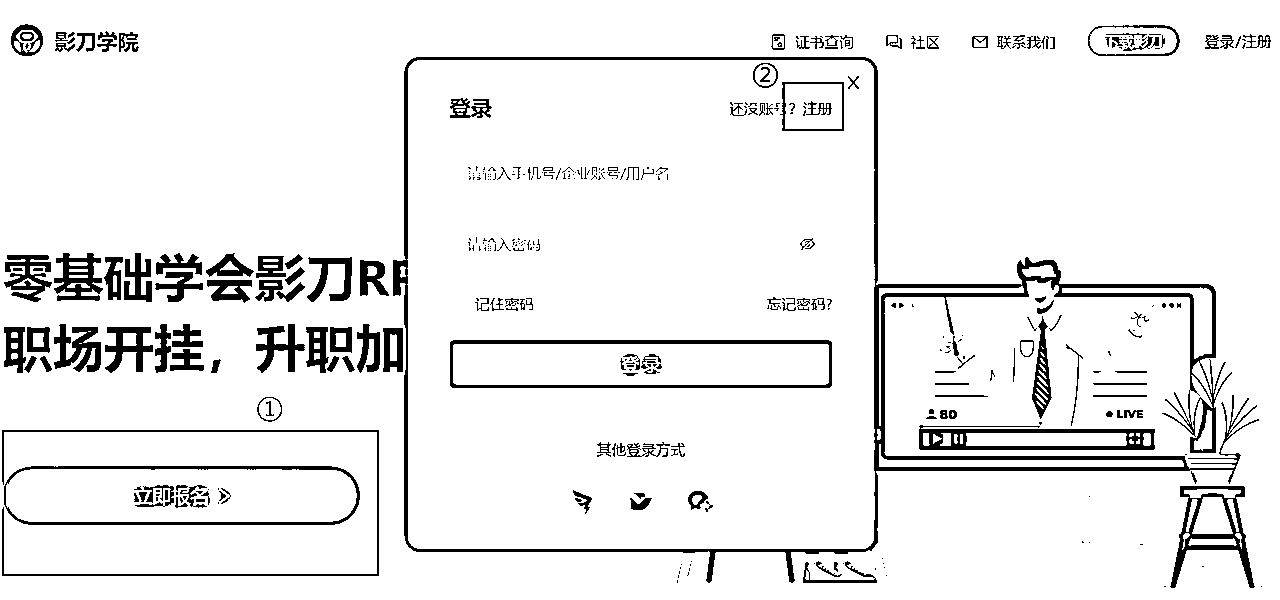 影刀学院
证书查询
社区
联系我们
下载影刀
登录/注册
②
X
登录
还没账号? 注册
请输入手机号/企业账号/用户名
请输入密码
记住密码
忘记密码?
登录
其他登录方式
零基础学会影刀RP
职场开挂，升职加
①
立即报名
80
LIVE